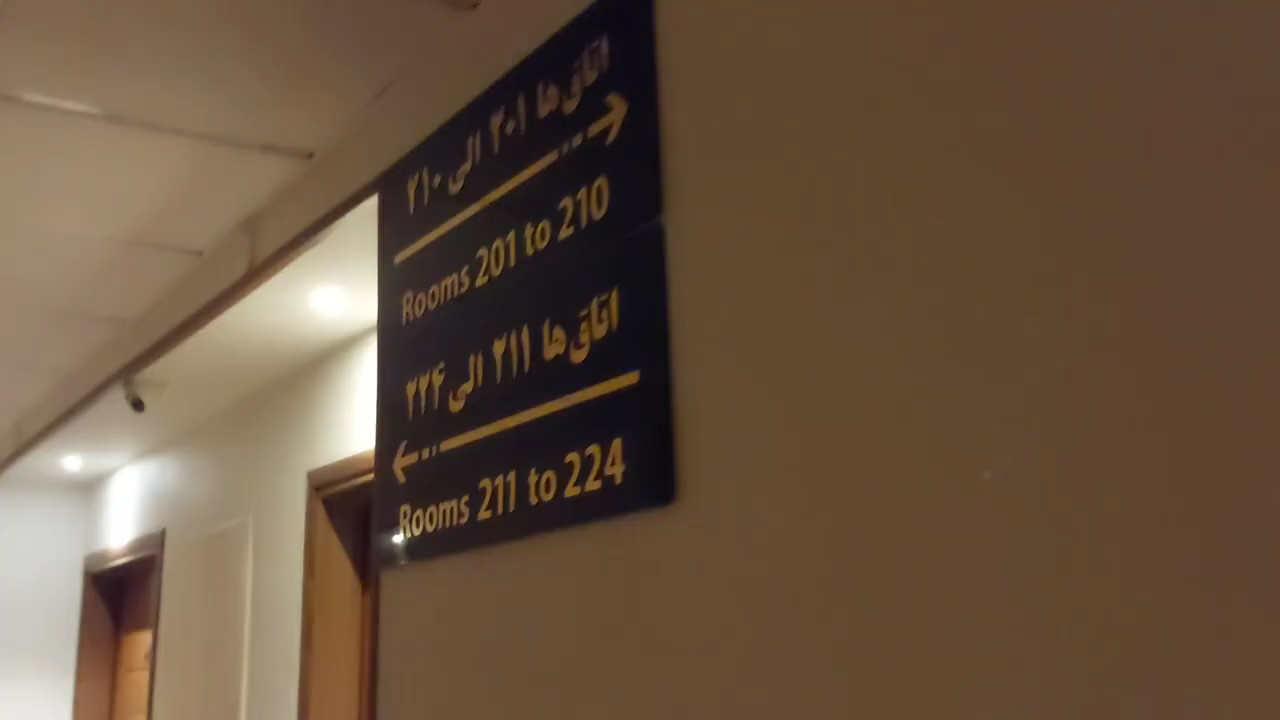 اتاق‌ها ۲۰۱ الی ۲۱۰
Rooms 201 to 210
اتاق‌ها ۲۱۱ الی ۲۲۴
Rooms 211 to 224